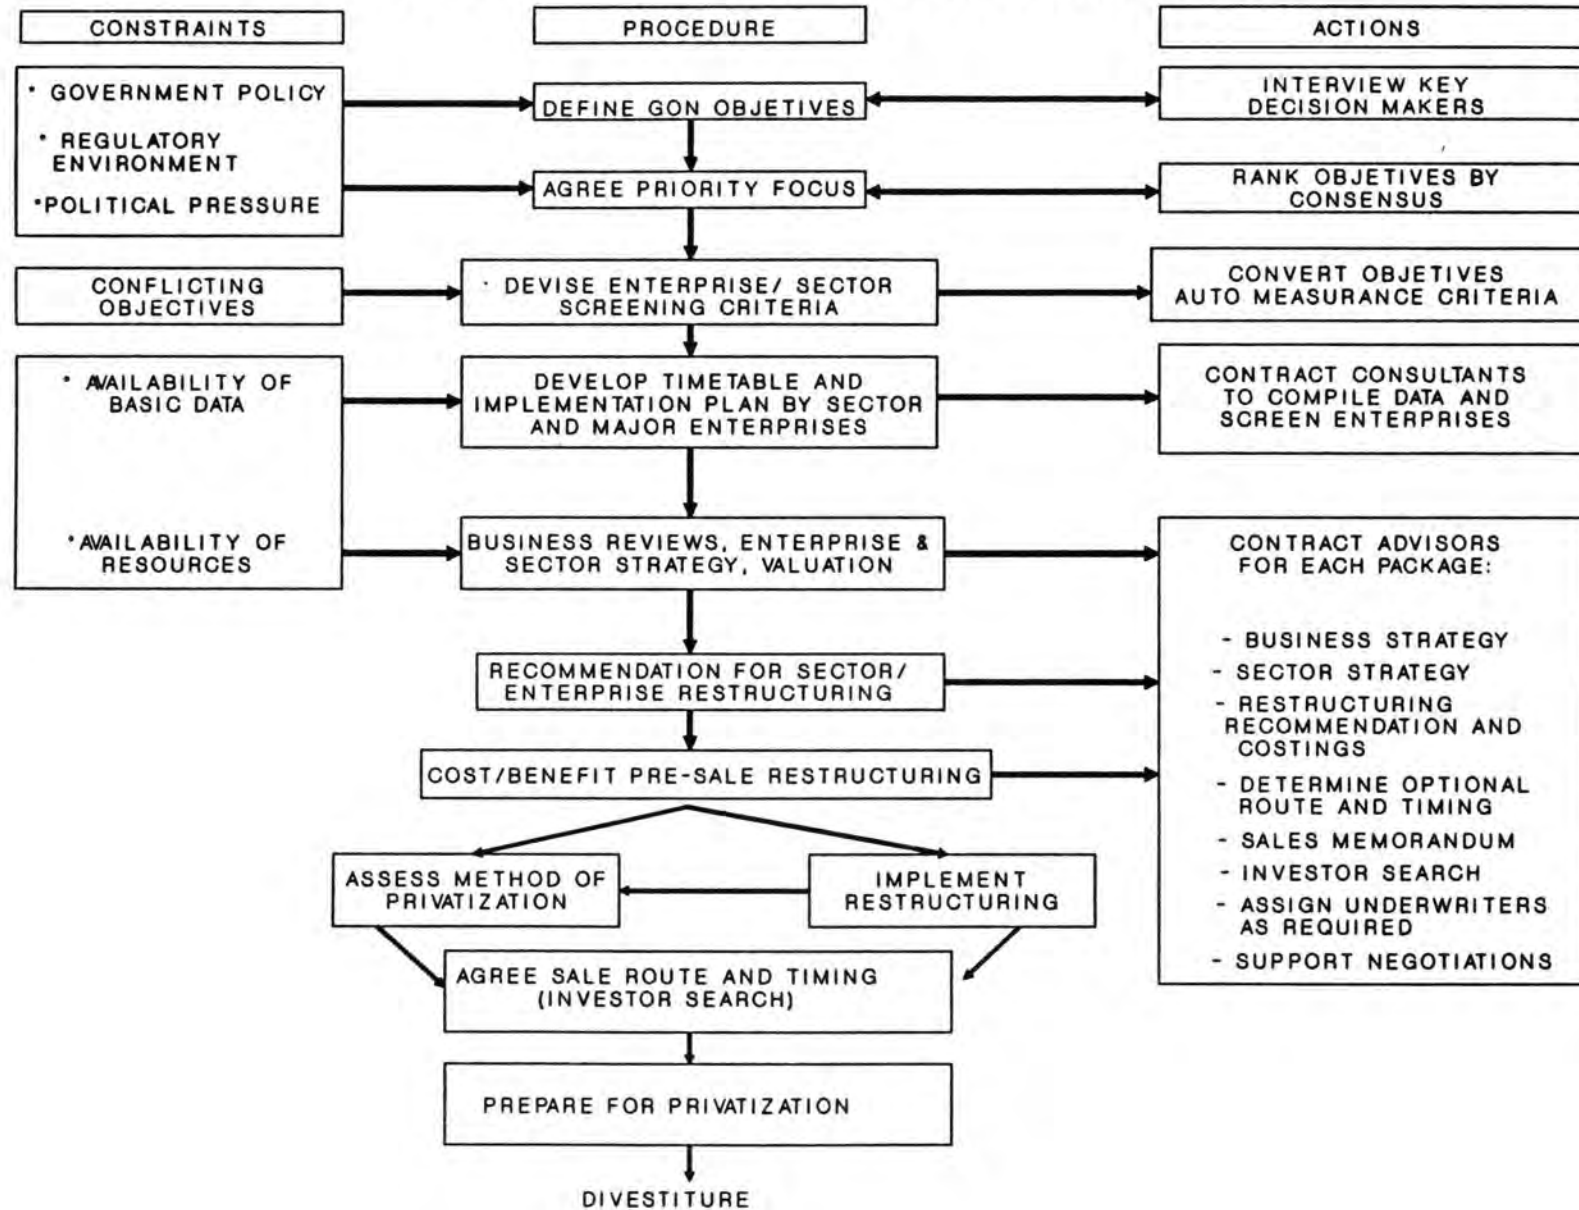 CONSTRAINTS
PROCEDURE
ACTIONS
* GOVERNMENT POLICY
* REGULATORY
ENVIRONMENT
*POLITICAL PRESSURE
DEFINE GON OBJETIVES
INTERVIEW KEY
DECISION MAKERS
AGREE PRIORITY FOCUS
RANK OBJETIVES BY
CONSENSUS
CONFLICTING
OBJECTIVES
DEVISE ENTERPRISE/ SECTOR
SCREENING CRITERIA
CONVERT OBJETIVES
AUTO MEASURANCE CRITERIA
* AVAILABILITY OF
BASIC DATA
DEVELOP TIMETABLE AND
IMPLEMENTATION PLAN BY SECTOR
AND MAJOR ENTERPRISES
CONTRACT CONSULTANTS
TO COMPILE DATA AND
SCREEN ENTERPRISES
*AVAILABILITY OF
RESOURCES
BUSINESS REVIEWS, ENTERPRISE &
SECTOR STRATEGY, VALUATION
CONTRACT ADVISORS
FOR EACH PACKAGE:
- BUSINESS STRATEGY
- SECTOR STRATEGY
- RESTRUCTURING
RECOMMENDATION AND
COSTINGS
- DETERMINE OPTIONAL
ROUTE AND TIMING
- SALES MEMORANDUM
- INVESTOR SEARCH
- ASSIGN UNDERWRITERS
AS REQUIRED
- SUPPORT NEGOTIATIONS
RECOMMENDATION FOR SECTOR/
ENTERPRISE RESTRUCTURING
COST/BENEFIT PRE-SALE RESTRUCTURING
ASSESS METHOD OF
PRIVATIZATION
IMPLEMENT
RESTRUCTURING
AGREE SALE ROUTE AND TIMING
(INVESTOR SEARCH)
PREPARE FOR PRIVATIZATION
DIVESTITURE